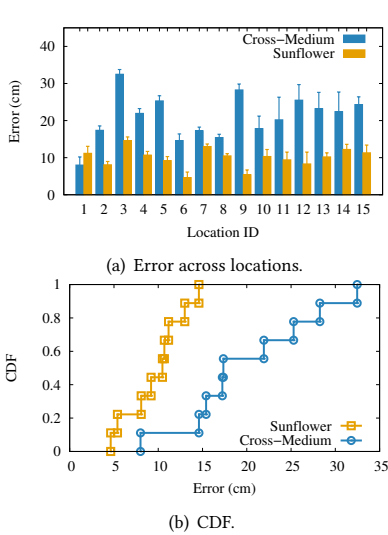 Cross−Medium
Sunflower
Error (cm)
40
30
20
10
0
1 2 3 4 5 6 7 8 9 10 11 12 13 14 15
Location ID
(a) Error across locations.
CDF
1
0.8
0.6
0.4
0.2
0
Sunflower
Cross−Medium
0 5 10 15 20 25 30 35
Error (cm)
(b) CDF.